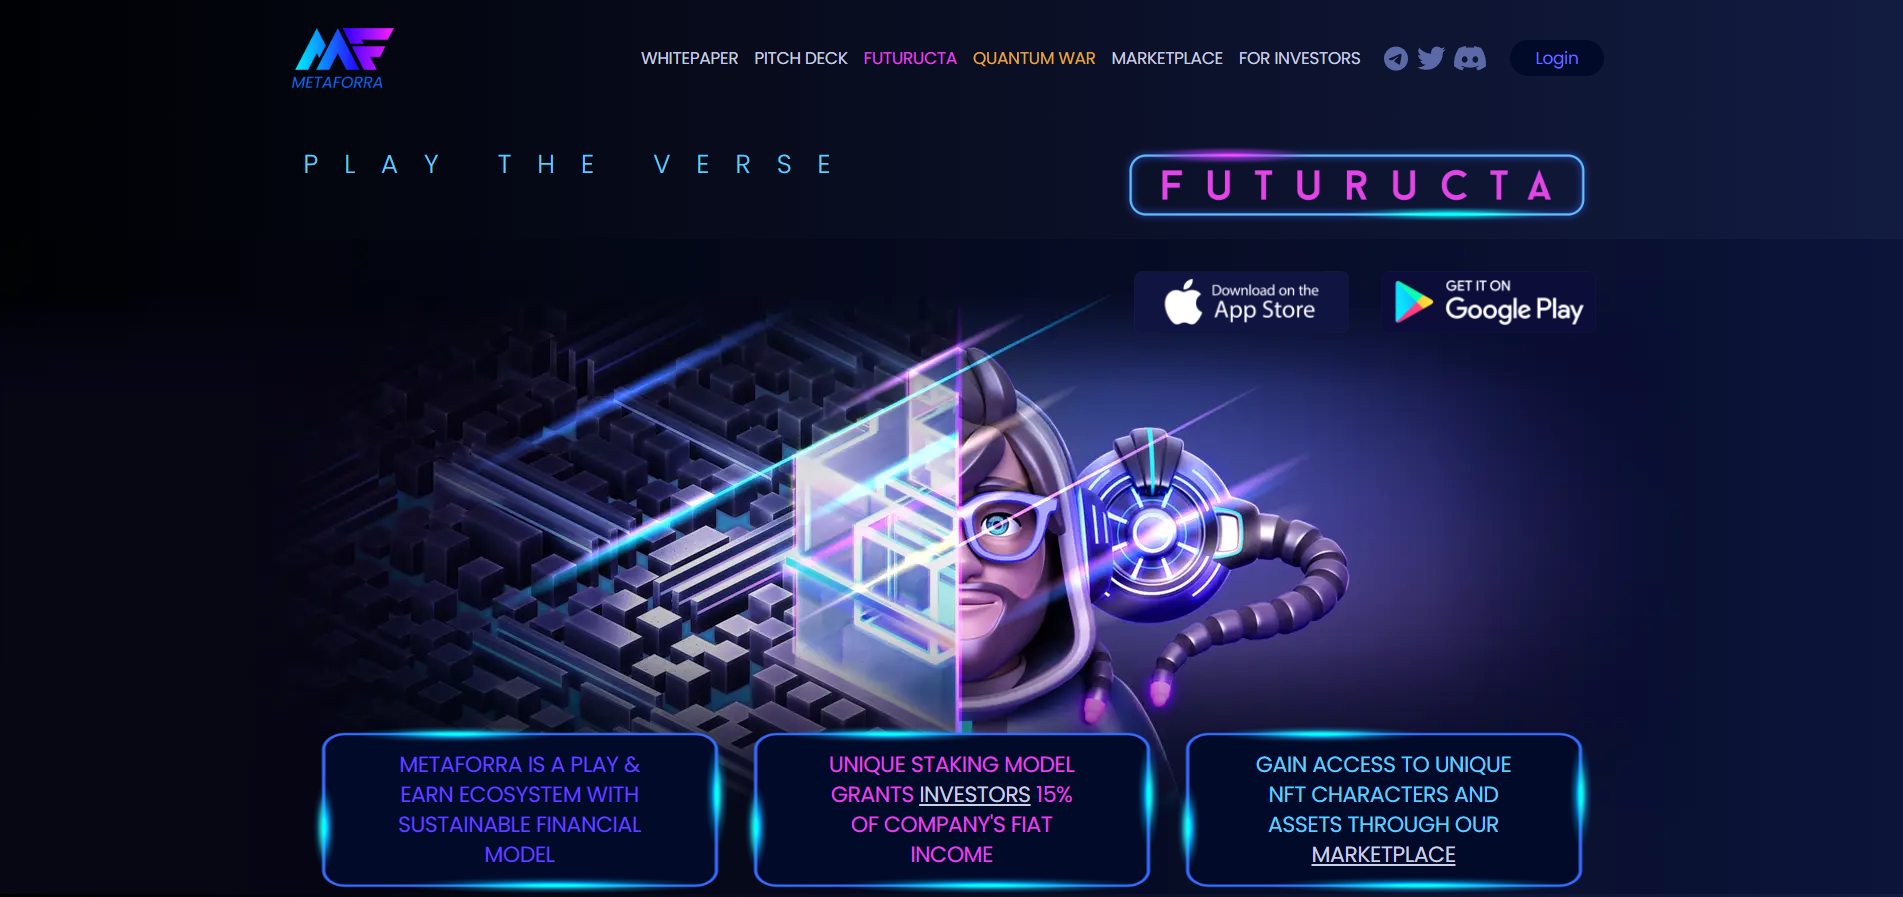 METAFORRA
WHITEPAPER PITCH DECK FUTURUCTA QUANTUM WAR MARKETPLACE FOR INVESTORS Login
PLAY THE VERSE
FUTURUCTA
Download on the
App Store
GET IT ON
Google Play
METAFORRA IS A PLAY &
EARN ECOSYSTEM WITH
SUSTAINABLE FINANCIAL
MODEL
UNIQUE STAKING MODEL
GRANTS INVESTORS 15%
OF COMPANY'S FIAT
INCOME
GAIN ACCESS TO UNIQUE
NFT CHARACTERS AND
ASSETS THROUGH OUR
MARKETPLACE